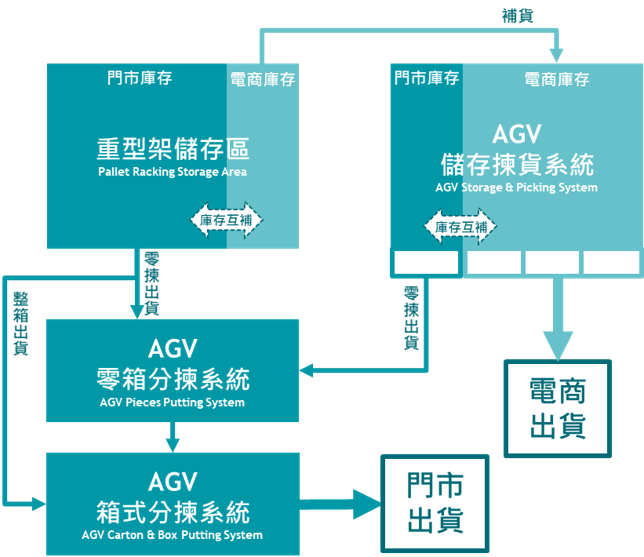 補貨
門市庫存
電商庫存
重型架儲存區
Pallet Racking Storage Area
庫存互補
門市庫存
電商庫存
AGV
儲存揀貨系統
AGV Storage & Picking System
庫存互補
整箱出貨
零揀出貨
零揀出貨
AGV
零箱分揀系統
AGV Pieces Putting System
電商
出貨
AGV
箱式分揀系統
AGV Carton & Box Putting System
門市
出貨